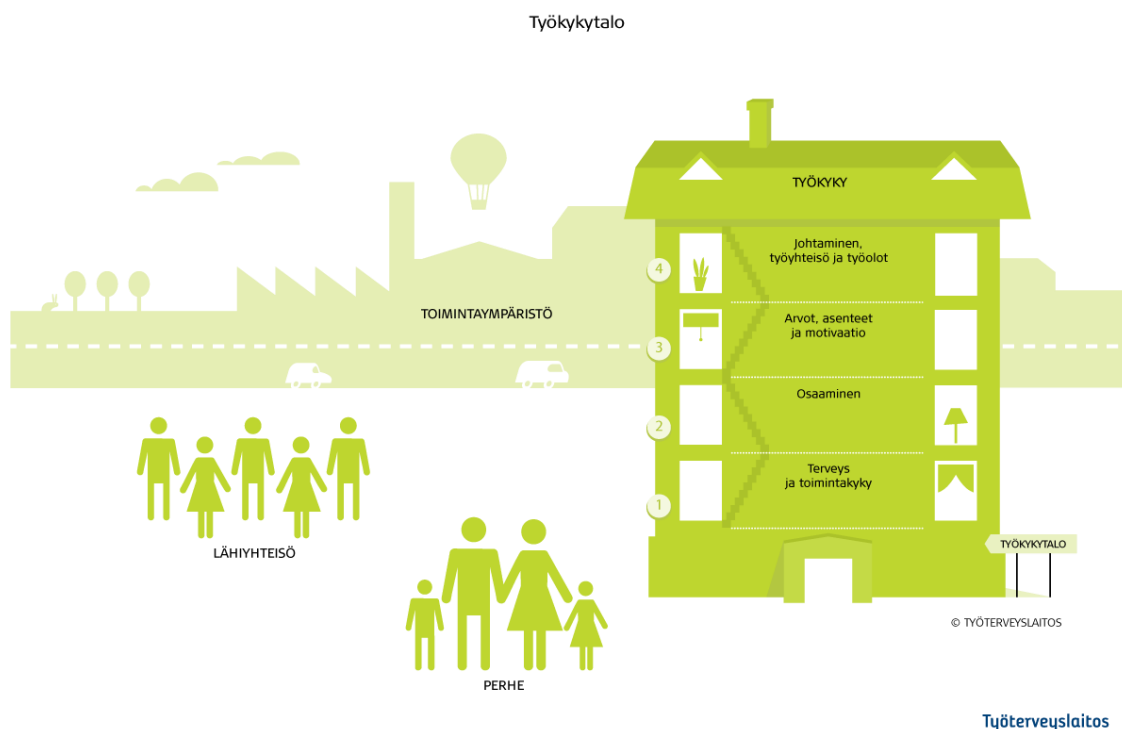 Työkykytalo
TYÖKYKY
4
Johtaminen,
työyhteisö ja työolot
TOIMINTAYMPÄRISTÖ
3
Arvot, asenteet
ja motivaatio
2
Osaaminen
1
Terveys
ja toimintakyky
LÄHIYHTEISÖ
TYÖKYKYTALO
© TYÖTERVEYSLAITOS
PERHE
Työterveyslaitos